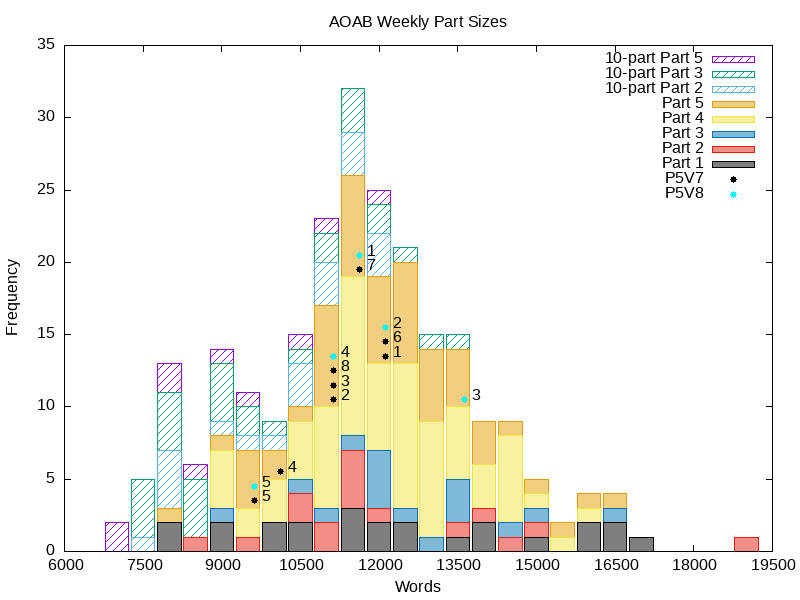 AOAB Weekly Part Sizes
35
30
25
20
15
10
5
0
Frequency
10-part Part 5
10-part Part 3
10-part Part 2
Part 5
Part 4
Part 3
Part 2
Part 1
P5V7
P5V8
1
7
2
6
1
4
8
3
2
3
4
5
5
6000 7500 9000 10500 12000 13500 15000 16500 18000 19500
Words